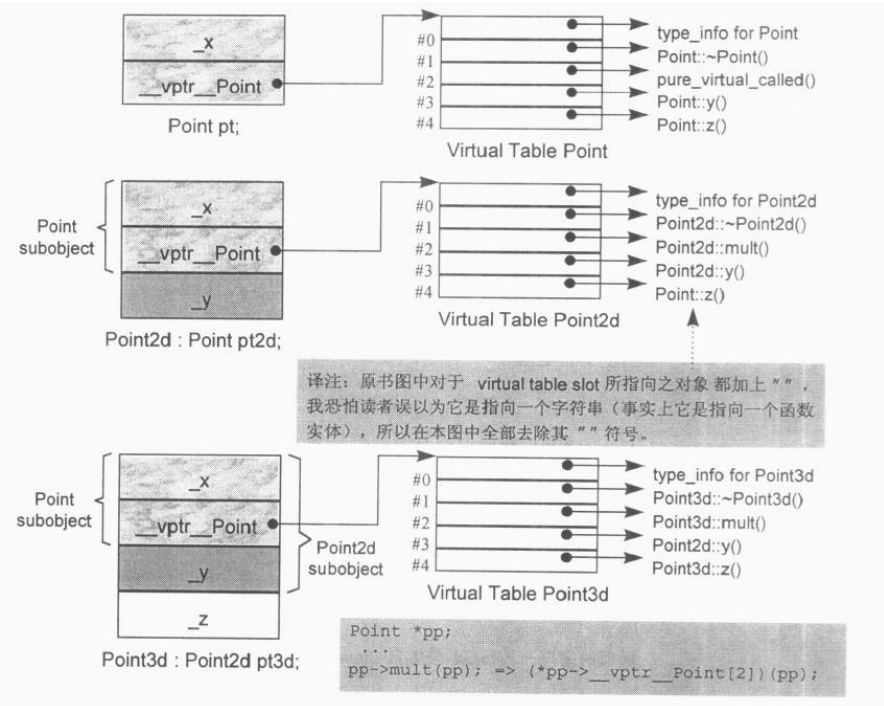 _x
__vptr__Point
Point pt;
#0
#1
#2
#3
#4
type_info for Point
Point::~Point()
pure_virtual_called()
Point::y()
Point::z()
Virtual Table Point
Point
subobject
_x
__vptr__Point
_y
Point2d : Point pt2d;
#0
#1
#2
#3
#4
type_info for Point2d
Point2d::~Point2d()
Point2d::mult()
Point2d::y()
Point::z()
Virtual Table Point2d
译注：原书图中对于 virtual table slot 所指向之对象 都加上 ″″，
我恐怕读者误以为它是指向一个字符串（事实上它是指向一个函数
实体），所以在本图中全部去除其 ″″ 符号。
Point
subobject
_x
__vptr__Point
_y
_z
Point2d
subobject
Point3d : Point2d pt3d;
#0
#1
#2
#3
#4
type_info for Point3d
Point3d::~Point3d()
Point3d::mult()
Point2d::y()
Point3d::z()
Virtual Table Point3d
Point *pp;
...
pp->mult(pp); => (*pp->__vptr__Point[2])(pp);